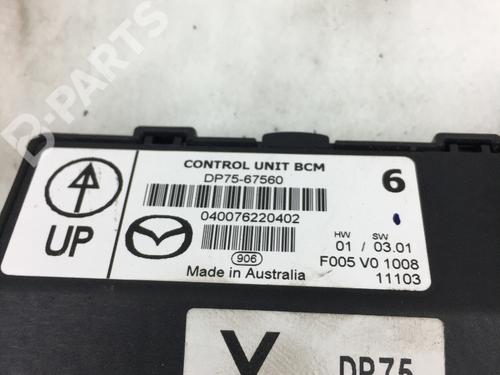 B-PARTS
CONTROL UNIT BCM
DP75-67560
6
040076220402
UP
HW SW
01 / 03.01
906
F005 V0 1008
Made in Australia
11103
Y
DP75